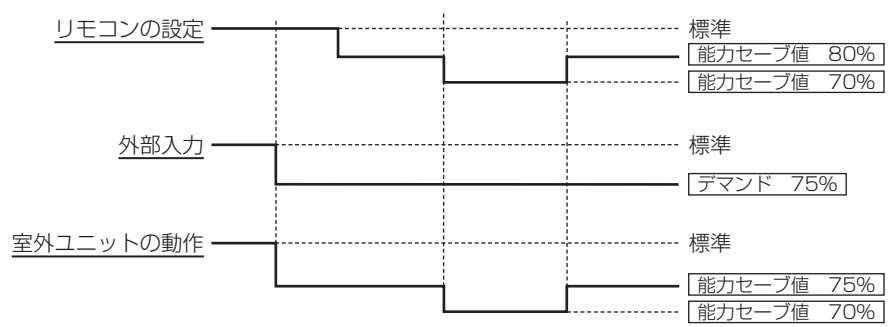 リモコンの設定
標準
能力セーブ値 80%
能力セーブ値 70%
外部入力
標準
デマンド 75%
室外ユニットの動作
標準
能力セーブ値 75%
能力セーブ値 70%